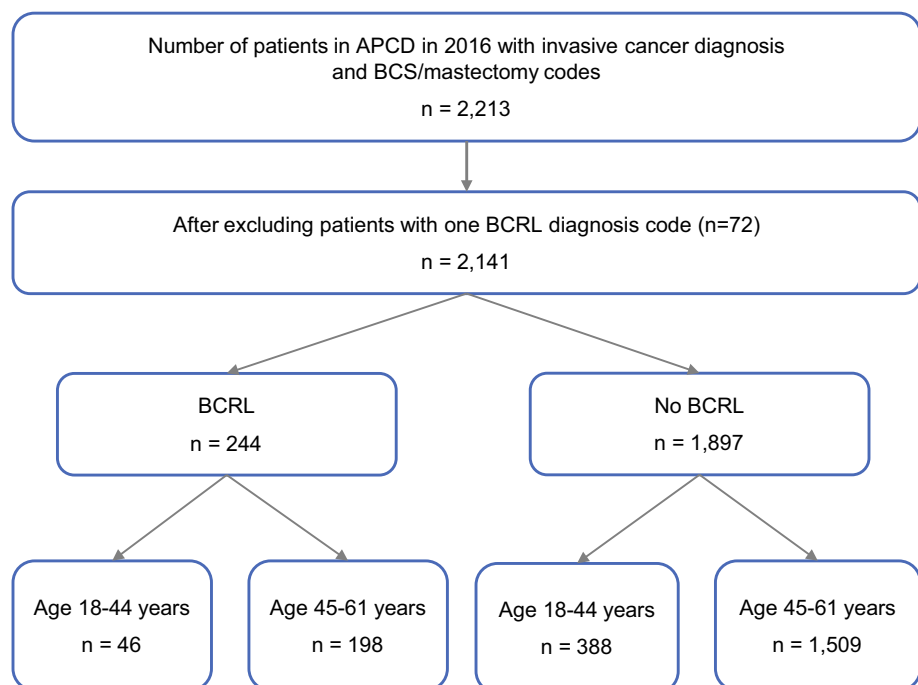 Number of patients in APCD in 2016 with invasive cancer diagnosis
and BCS/mastectomy codes
n = 2,213
After excluding patients with one BCRL diagnosis code (n=72)
n = 2,141
BCRL
n = 244
No BCRL
n = 1,897
Age 18-44 years
n = 46
Age 45-61 years
n = 198
Age 18-44 years
n = 388
Age 45-61 years
n = 1,509